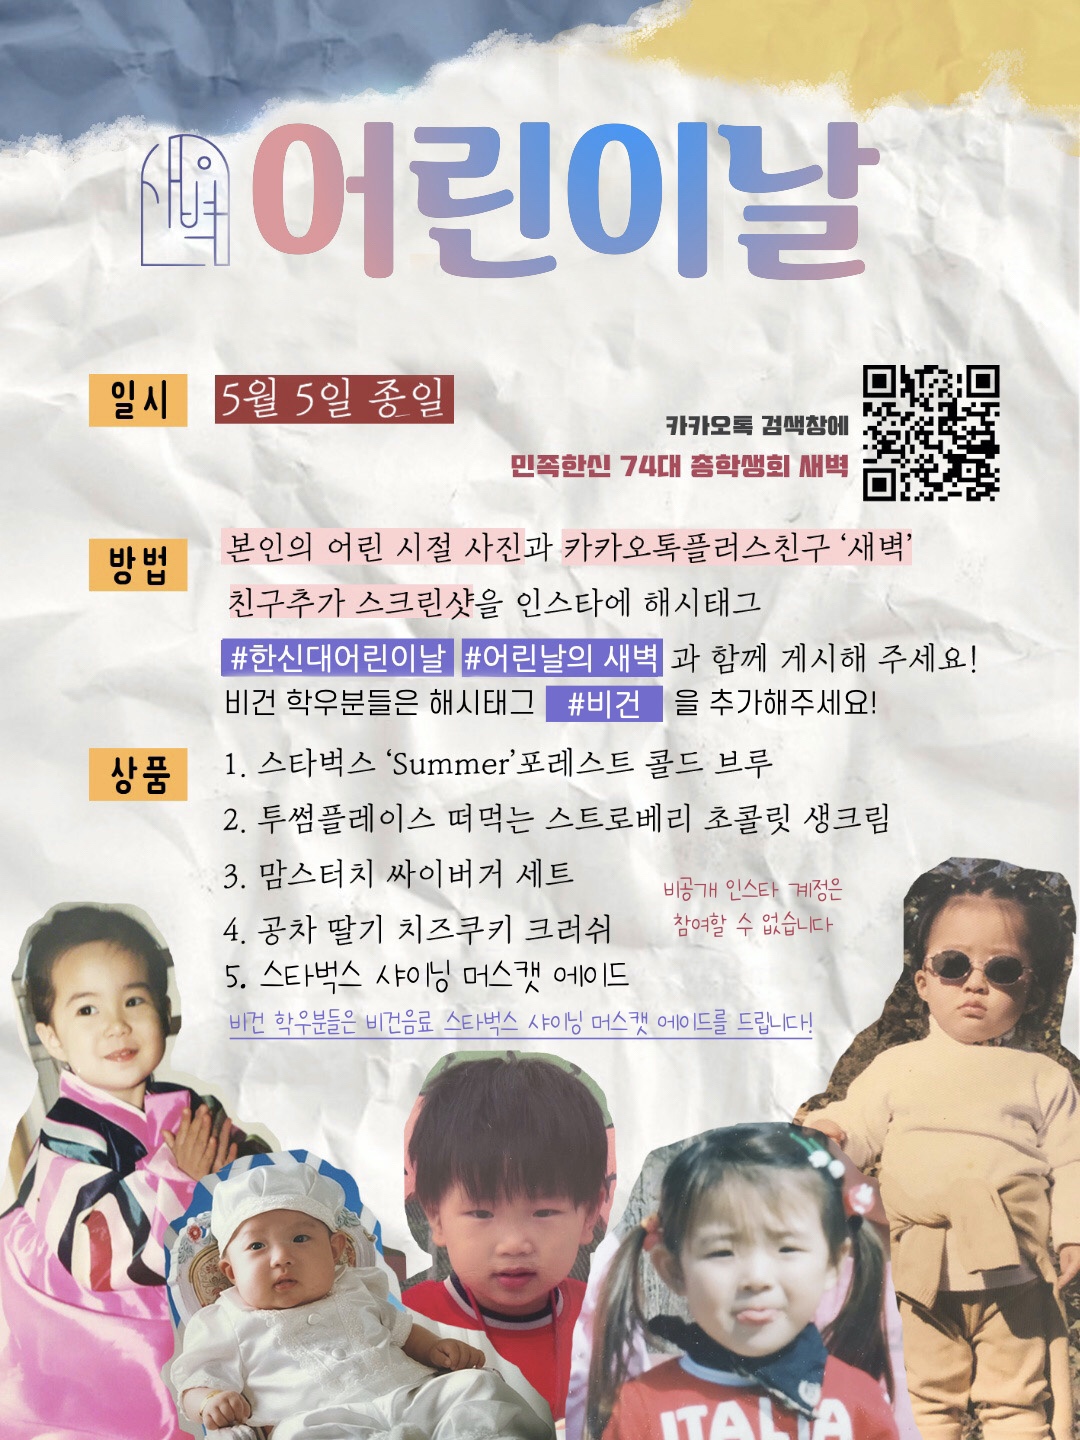 새벽
어린이날
일시
5월 5일 종일
카카오톡 검색창에
민족한신 74대 총학생회 새벽
방법
본인의 어린 시절 사진과 카카오톡플러스친구 ‘새벽’
친구추가 스크린샷을 인스타에 해시태그
#한신대어린이날 #어린날의 새벽 과 함께 게시해 주세요!
비건 학우분들은 해시태그 #비건 을 추가해주세요!
상품
1. 스타벅스 ‘Summer’포레스트 콜드 브루
2. 투썸플레이스 떠먹는 스트로베리 초콜릿 생크림
3. 맘스터치 싸이버거 세트
4. 공차 딸기 치즈쿠키 크러쉬
5. 스타벅스 샤이닝 머스캣 에이드
비공개 인스타 계정은
참여할 수 없습니다
비건 학우분들은 비건음료 스타벅스 샤이닝 머스캣 에이드를 드립니다!
ITALIA